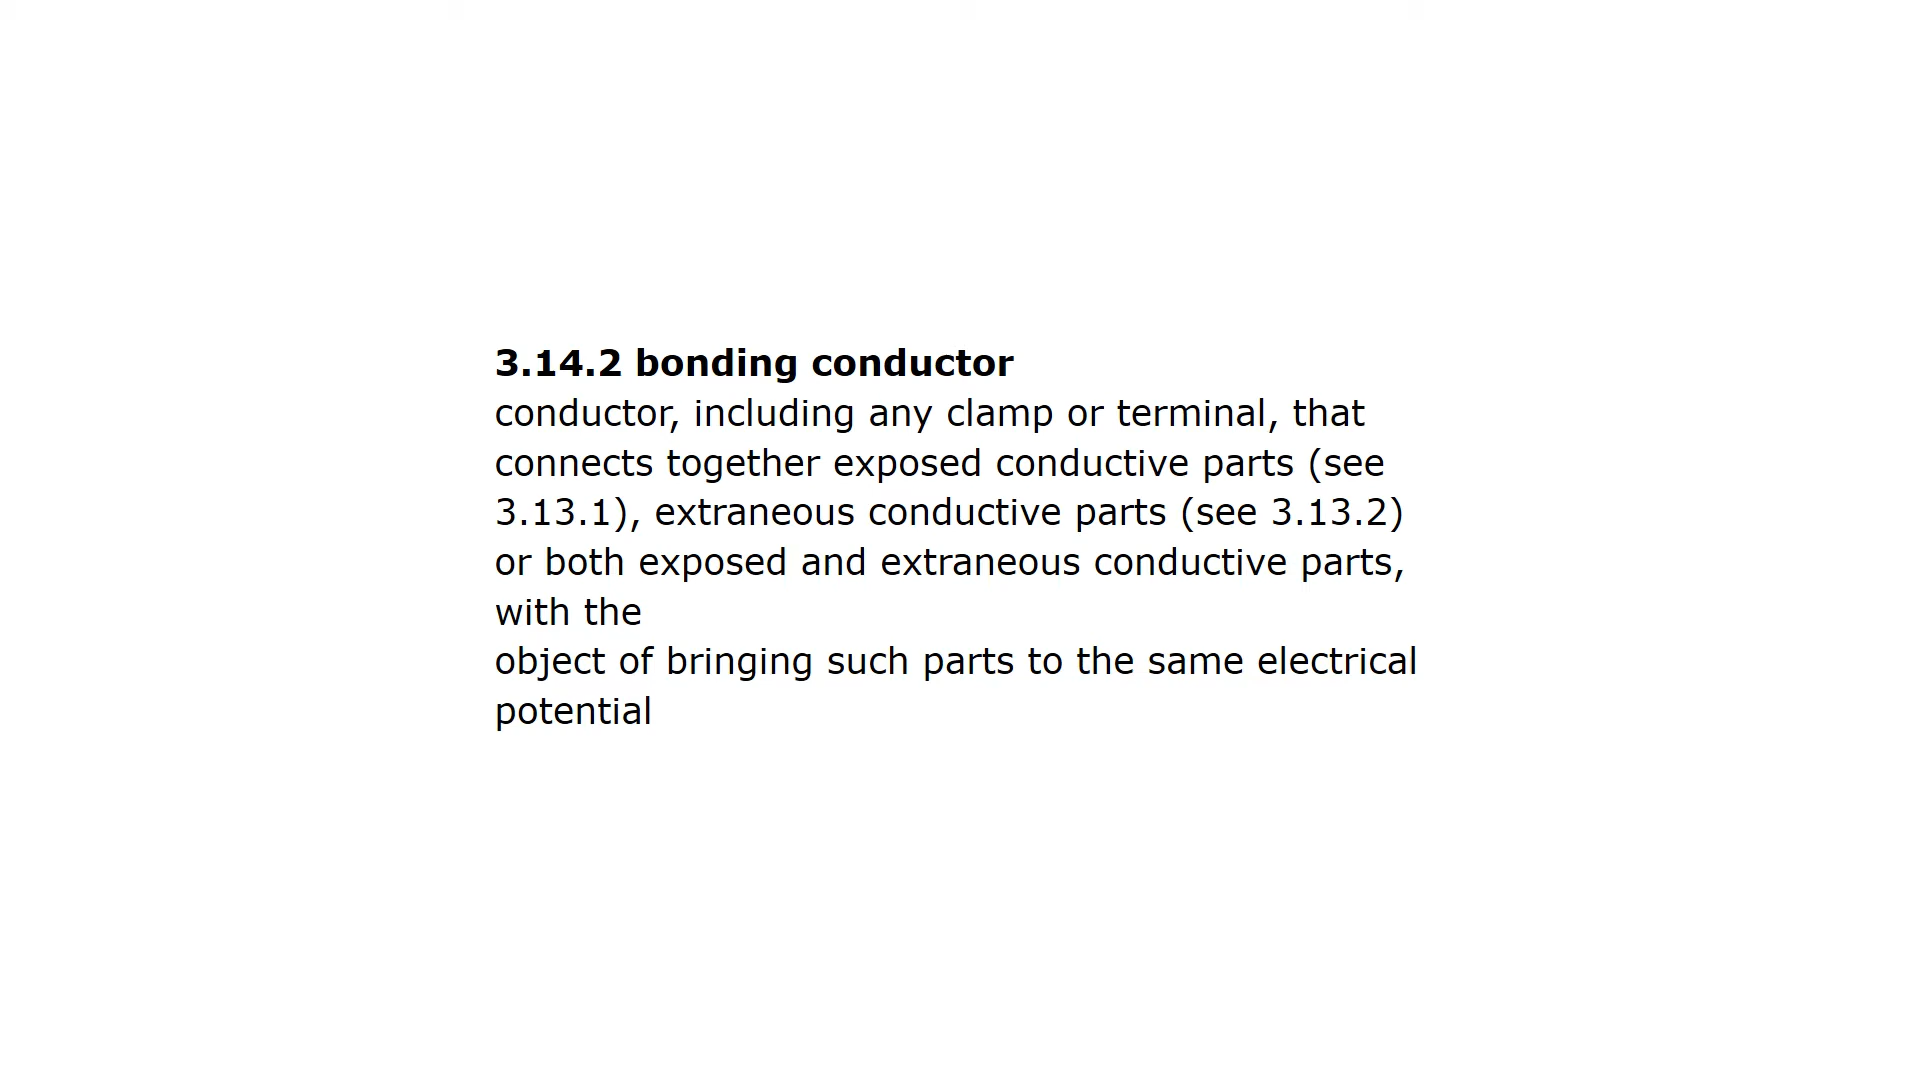 3.14.2 bonding conductor
conductor, including any clamp or terminal, that
connects together exposed conductive parts (see
3.13.1), extraneous conductive parts (see 3.13.2)
or both exposed and extraneous conductive parts,
with the
object of bringing such parts to the same electrical
potential